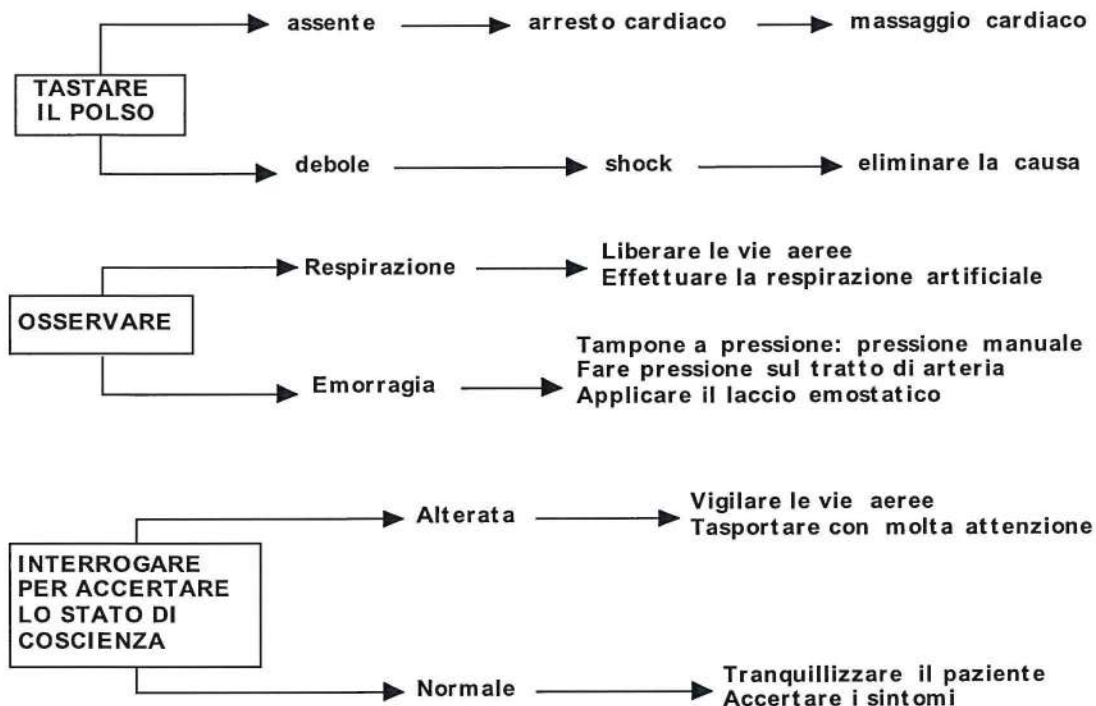 assente
arresto cardiaco
massaggio cardiaco
TASTARE
IL POLSO
debole
shock
eliminare la causa
Respirazione
Liberare le vie aeree
Effettuare la respirazione artificiale
OSSERVARE
Emorragia
Tampone a pressione: pressione manuale
Fare pressione sul tratto di arteria
Applicare il laccio emostatico
Alterata
Vigilare le vie aeree
Tasportare con molta attenzione
INTERROGARE
PER ACCERTARE
LO STATO DI
COSCIENZA
Normale
Tranquillizzare il paziente
Accertare i sintomi